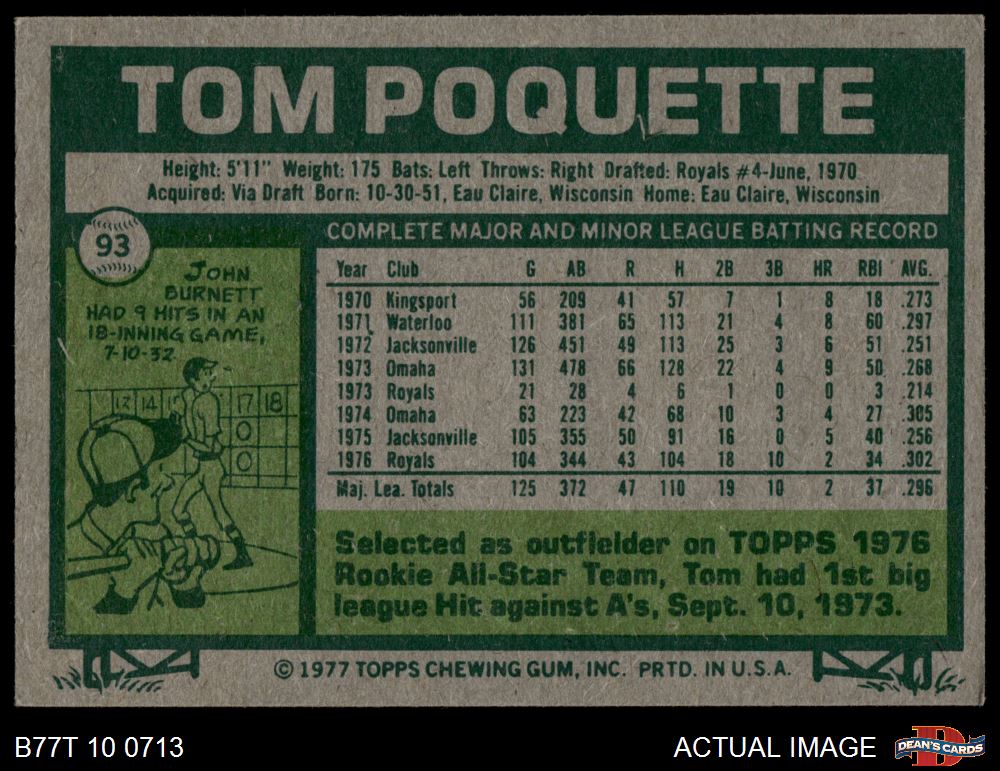 TOM POQUETTE
Height: 5'11" Weight: 175 Bats: Left Throws: Right Drafted: Royals #4-June, 1970
Acquired: Via Draft Born: 10-30-51, Eau Claire, Wisconsin Home: Eau Claire, Wisconsin
93
JOHN
BURNETT
HAD 9 HITS IN AN
18-INNING GAME,
7-10-32
13 14 15 17 18
0
0
COMPLETE MAJOR AND MINOR LEAGUE BATTING RECORD
Year Club G AB R H 2B 3B HR RBI AVG.
1970 Kingsport 56 209 41 57 7 1 8 18 .273
1971 Waterloo 111 381 65 113 21 4 8 60 .297
1972 Jacksonville 126 451 49 113 25 3 6 51 .251
1973 Omaha 131 478 66 128 22 4 9 50 .268
1973 Royals 21 28 4 6 1 0 0 3 .214
1974 Omaha 63 223 42 68 10 3 4 27 .305
1975 Jacksonville 105 355 50 91 16 0 5 40 .256
1976 Royals 104 344 43 104 18 10 2 34 .302
Maj. Lea. Totals 125 372 47 110 19 10 2 37 .296
Selected as outfielder on TOPPS 1976
Rookie All-Star Team, Tom had 1st big
league Hit against A's, Sept. 10, 1973.
© 1977 TOPPS CHEWING GUM, INC. PRTD. IN U.S.A.
B77T 10 0713
ACTUAL IMAGE
DEAN'S CARDS